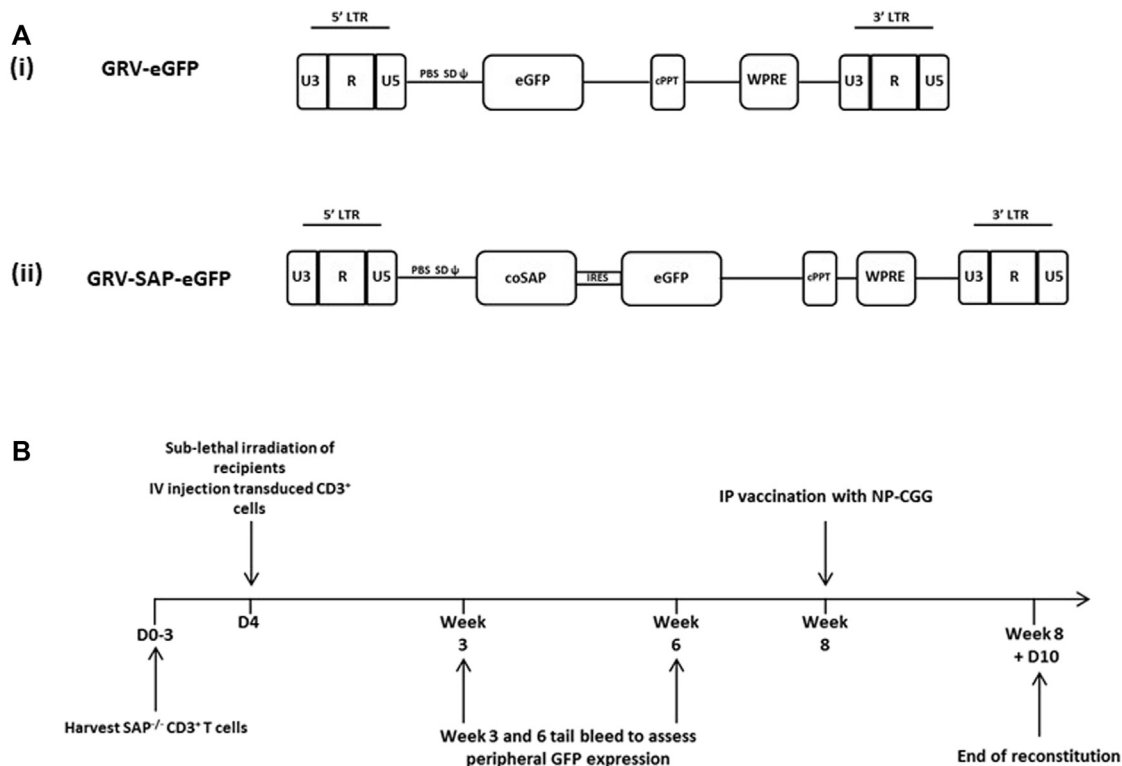 A
(i)
GRV-eGFP
5' LTR
3' LTR
U3 R U5 PBS SD ψ eGFP cPPT WPRE U3 R U5
(ii)
GRV-SAP-eGFP
5' LTR
3' LTR
U3 R U5 PBS SD ψ coSAP IRES eGFP cPPT WPRE U3 R U5
B
Sub-lethal irradiation of
recipients
IV injection transduced CD3⁺
cells
IP vaccination with NP-CGG
D0-3
D4
Week
3
Week
6
Week
8
Week 8
+ D10
Harvest SAP⁻/⁻ CD3⁺ T cells
Week 3 and 6 tail bleed to assess
peripheral GFP expression
End of reconstitution